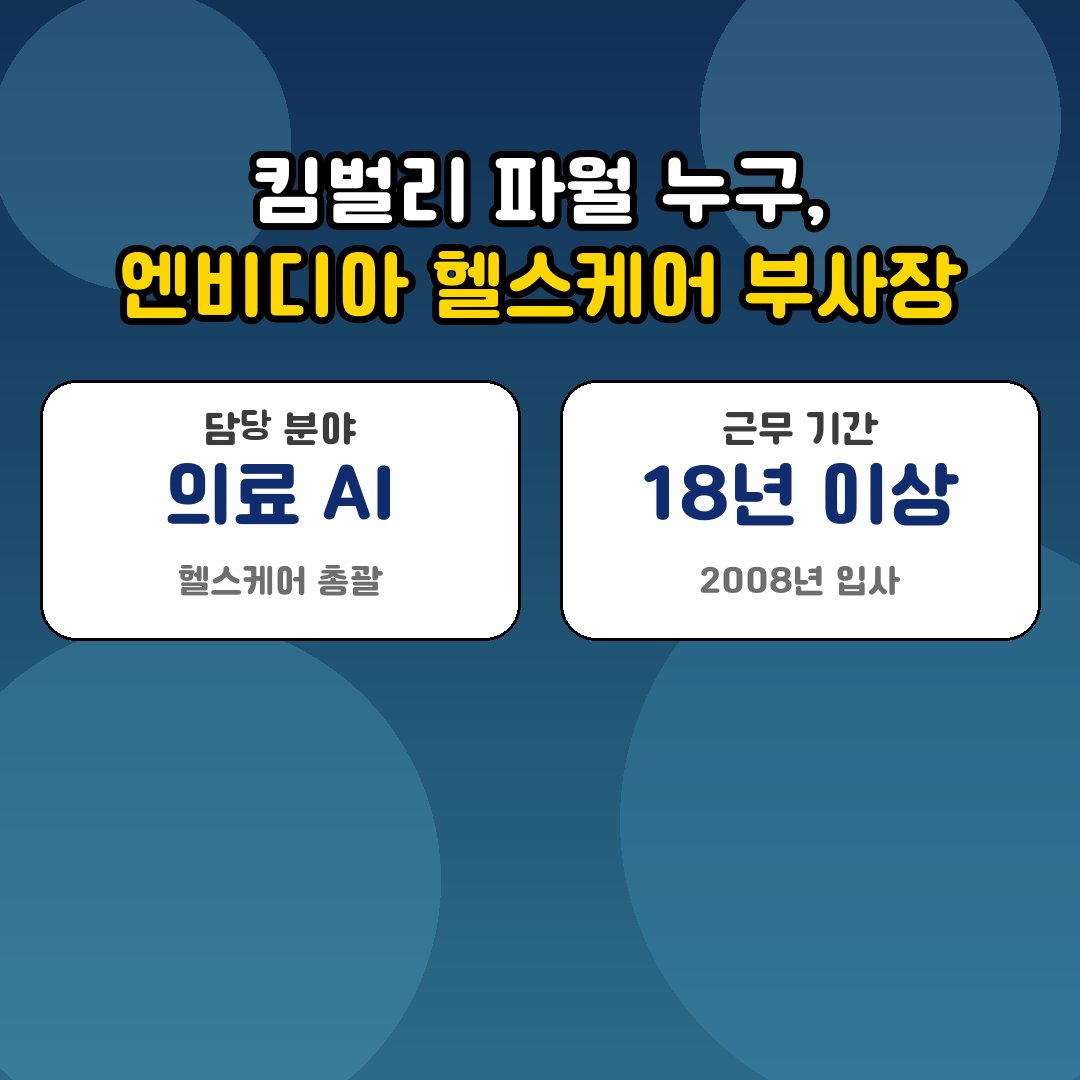 킴벌리 파월 누구,
엔비디아 헬스케어 부사장
담당 분야
의료 AI
헬스케어 총괄
근무 기간
18년 이상
2008년 입사